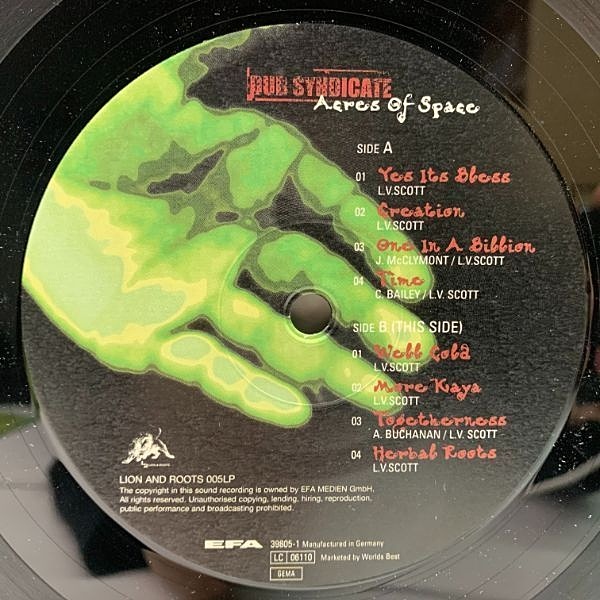 DUB SYNDICATE
Acres Of Space
SIDE A
01 Yes Its Bless
L.V.SCOTT
02 Creation
L.V.SCOTT
03 One In A Billion
J. McCLYMONT / L.V.SCOTT
04 Time
C. BAILEY / L.V. SCOTT
SIDE B (THIS SIDE)
01 Well Gold
L.V.SCOTT
02 More Kaya
L.V.SCOTT
03 Togetherness
A. BUCHANAN / L.V. SCOTT
04 Herbal Roots
L.V.SCOTT
LION & ROOTS
LION AND ROOTS 005LP
The copyright in this sound recording is owned by EFA MEDIEN GmbH.
All rights reserved. Unauthorised copying, lending, hiring, reproduction,
public performance and broadcasting prohibited.
EFA 39805-1 Manufactured in Germany
LC 06110 Marketed by Worlds Best
GEMA